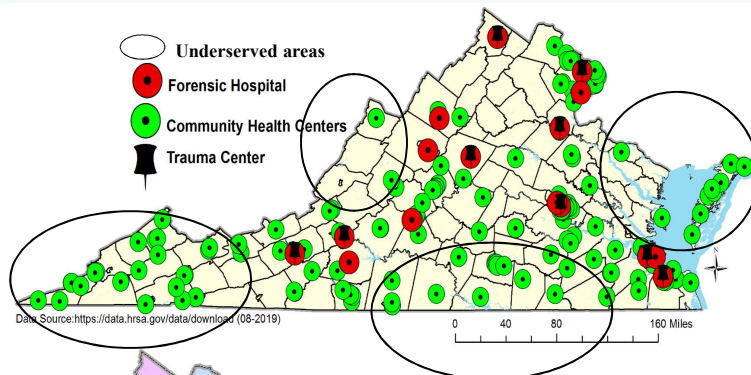 Underserved areas
Forensic Hospital
Community Health Centers
Trauma Center
N
Data Source:https://data.hrsa.gov/data/download (08-2019)
0 40 80 160 Miles